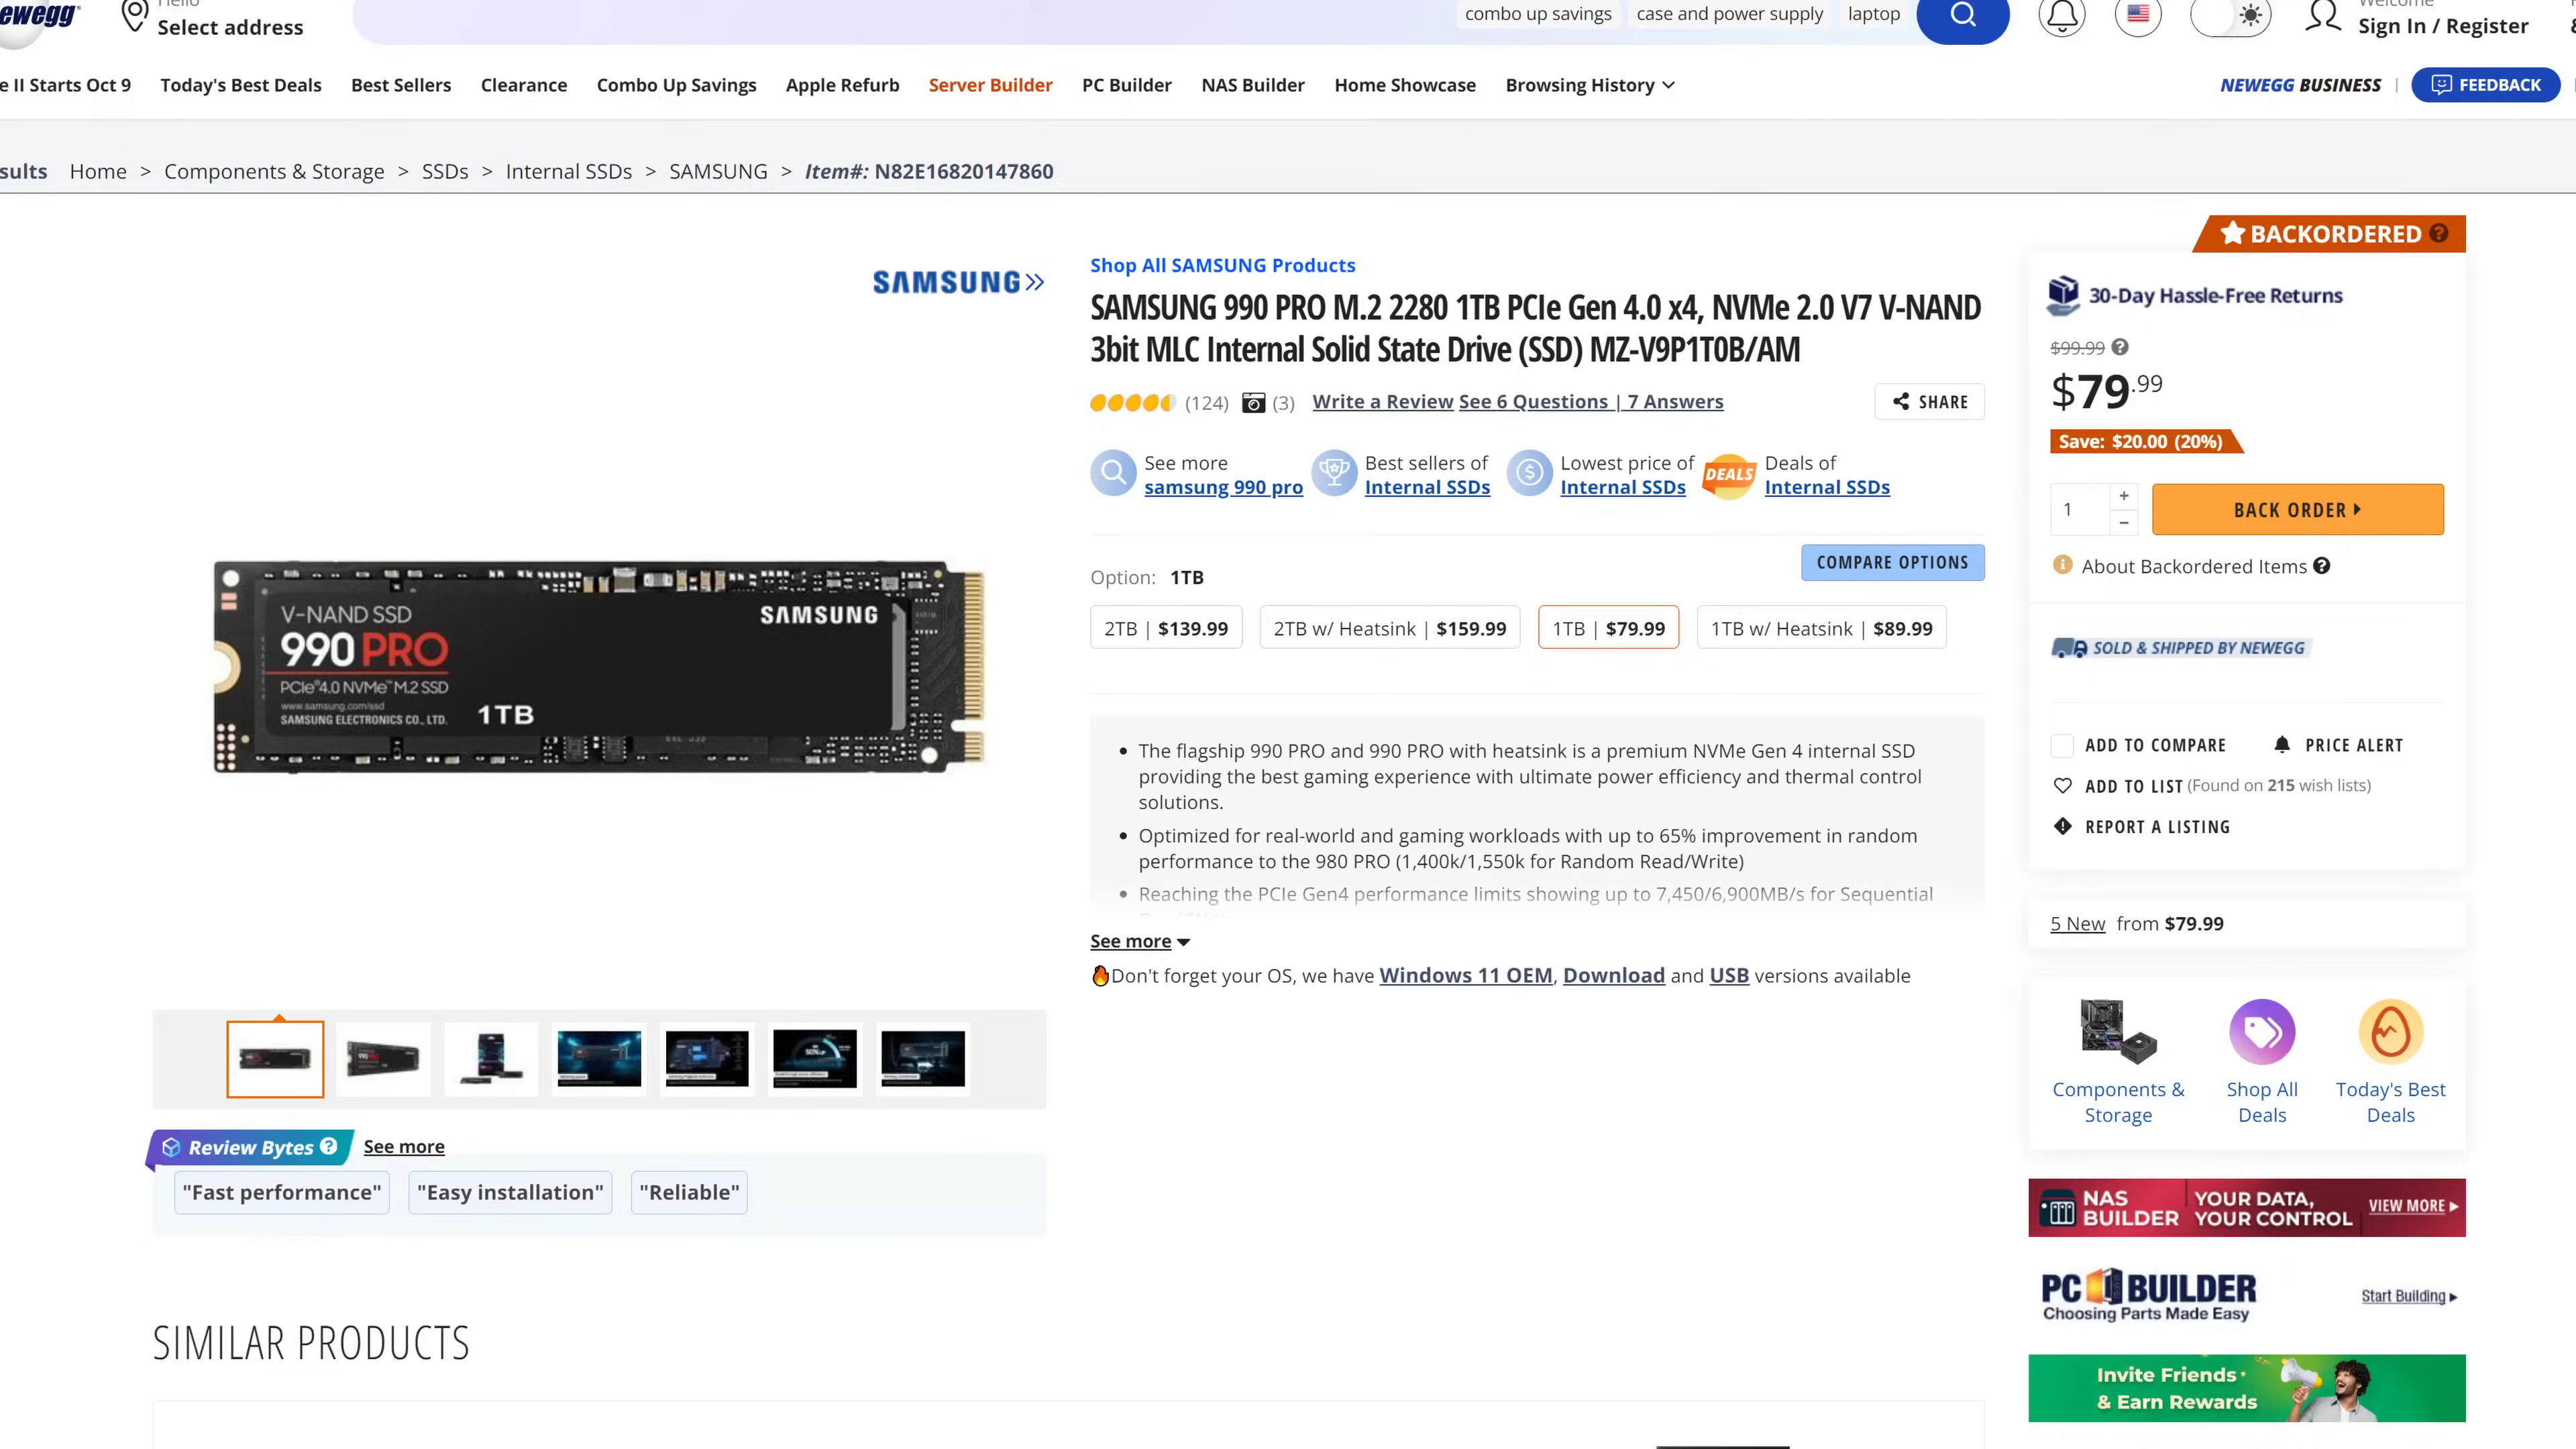 ewegg
Hello
Select address
combo up savings
case and power supply
laptop
Welcome
Sign In / Register
e II Starts Oct 9
Today's Best Deals
Best Sellers
Clearance
Combo Up Savings
Apple Refurb
Server Builder
PC Builder
NAS Builder
Home Showcase
Browsing History
NEWEGG BUSINESS
FEEDBACK
sults
Home > Components & Storage > SSDs > Internal SSDs > SAMSUNG > Item#: N82E16820147860
SAMSUNG
V-NAND SSD
990 PRO
PCIe®4.0 NVMe™ M.2 SSD
www.samsung.com/ssd
SAMSUNG ELECTRONICS CO., LTD.
1TB
SAMSUNG
Review Bytes
See more
"Fast performance"
"Easy installation"
"Reliable"
Shop All SAMSUNG Products
SAMSUNG 990 PRO M.2 2280 1TB PCIe Gen 4.0 x4, NVMe 2.0 V7 V-NAND
3bit MLC Internal Solid State Drive (SSD) MZ-V9P1T0B/AM
(124) (3) Write a Review See 6 Questions | 7 Answers
SHARE
See more
samsung 990 pro
Best sellers of
Internal SSDs
Lowest price of
Internal SSDs
DEALS
Deals of
Internal SSDs
Option: 1TB
COMPARE OPTIONS
2TB | $139.99
2TB w/ Heatsink | $159.99
1TB | $79.99
1TB w/ Heatsink | $89.99
• The flagship 990 PRO and 990 PRO with heatsink is a premium NVMe Gen 4 internal SSD
providing the best gaming experience with ultimate power efficiency and thermal control
solutions.
• Optimized for real-world and gaming workloads with up to 65% improvement in random
performance to the 980 PRO (1,400k/1,550k for Random Read/Write)
• Reaching the PCIe Gen4 performance limits showing up to 7,450/6,900MB/s for Sequential
See more
Don't forget your OS, we have Windows 11 OEM, Download and USB versions available
BACKORDERED
30-Day Hassle-Free Returns
$99.99
$79.99
Save: $20.00 (20%)
1
+
−
BACK ORDER
About Backordered Items
SOLD & SHIPPED BY NEWEGG
ADD TO COMPARE
PRICE ALERT
ADD TO LIST (Found on 215 wish lists)
REPORT A LISTING
5 New from $79.99
Components &
Storage
Shop All
Deals
Today's Best
Deals
NAS
BUILDER
YOUR DATA,
YOUR CONTROL
VIEW MORE
PC BUILDER
Choosing Parts Made Easy
Start Building
Invite Friends
& Earn Rewards
SIMILAR PRODUCTS